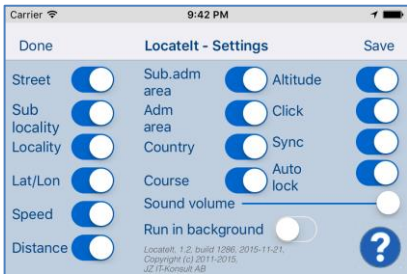 Carrier 9:42 PM
Done LocateIt - Settings Save
Street
Sub
locality
Locality
Lat/Lon
Speed
Distance
Sub.adm
area
Adm
area
Country
Course
Altitude
Click
Sync
Auto
lock
Sound volume
Run in background
LocateIt, 1.2, build 1286, 2015-11-21.
Copyright (c) 2011-2015,
JZ IT-Konsult AB
?